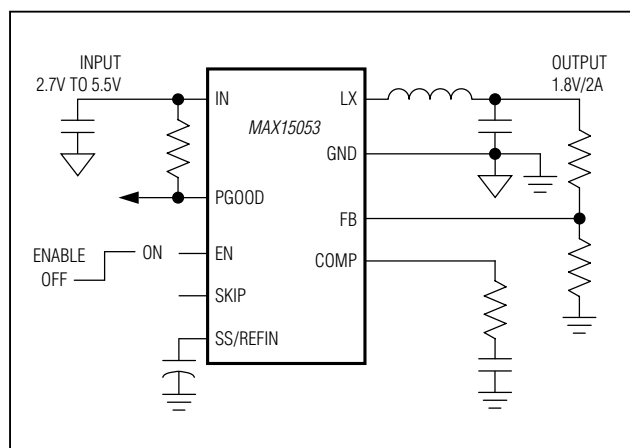 INPUT
2.7V TO 5.5V
OUTPUT
1.8V/2A
MAX15053
IN
PGOOD
EN
SKIP
SS/REFIN
LX
GND
FB
COMP
ENABLE
ON
OFF